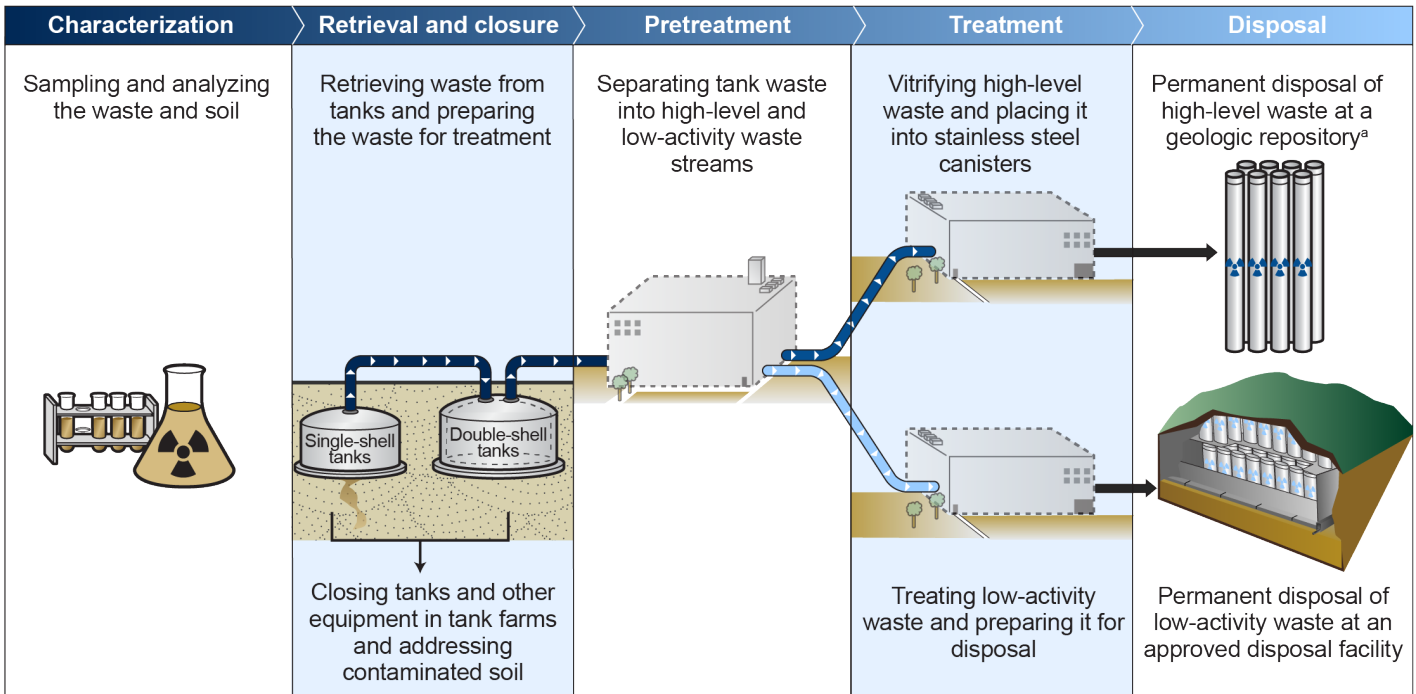 Characterization
Retrieval and closure
Pretreatment
Treatment
Disposal
Sampling and analyzing
the waste and soil
Retrieving waste from
tanks and preparing
the waste for treatment
Single-shell
tanks
Double-shell
tanks
Closing tanks and other
equipment in tank farms
and addressing
contaminated soil
Separating tank waste
into high-level and
low-activity waste
streams
Vitrifying high-level
waste and placing it
into stainless steel
canisters
Treating low-activity
waste and preparing it for
disposal
Permanent disposal of
high-level waste at a
geologic repositoryᵃ
Permanent disposal of
low-activity waste at an
approved disposal facility